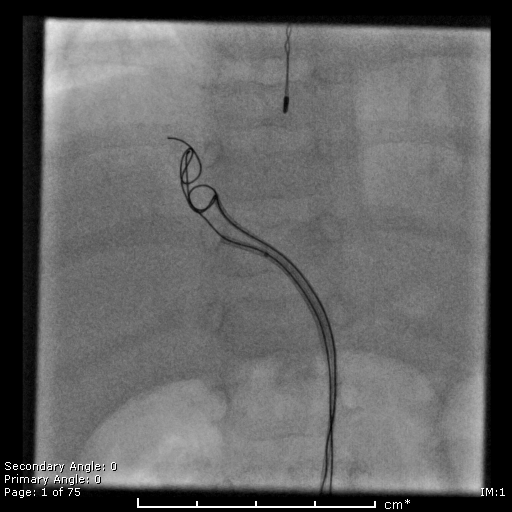 Secondary Angle: 0
Primary Angle: 0
Page: 1 of 75
IM:1
cm*